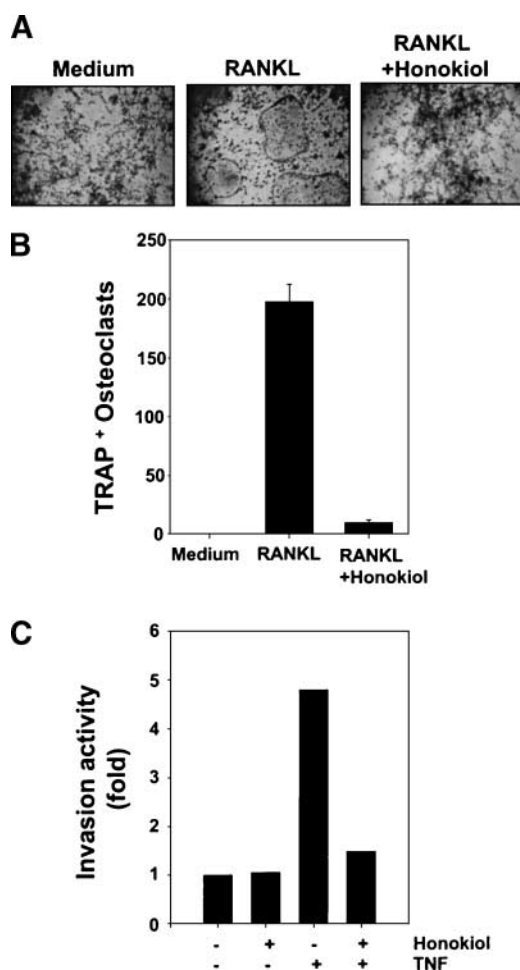 A
Medium
RANKL
RANKL
+Honokiol
B
TRAP + Osteoclasts
250
200
150
100
50
0
Medium
RANKL
RANKL
+Honokiol
C
Invasion activity
(fold)
6
5
4
3
2
1
0
- + - + Honokiol
- - + + TNF